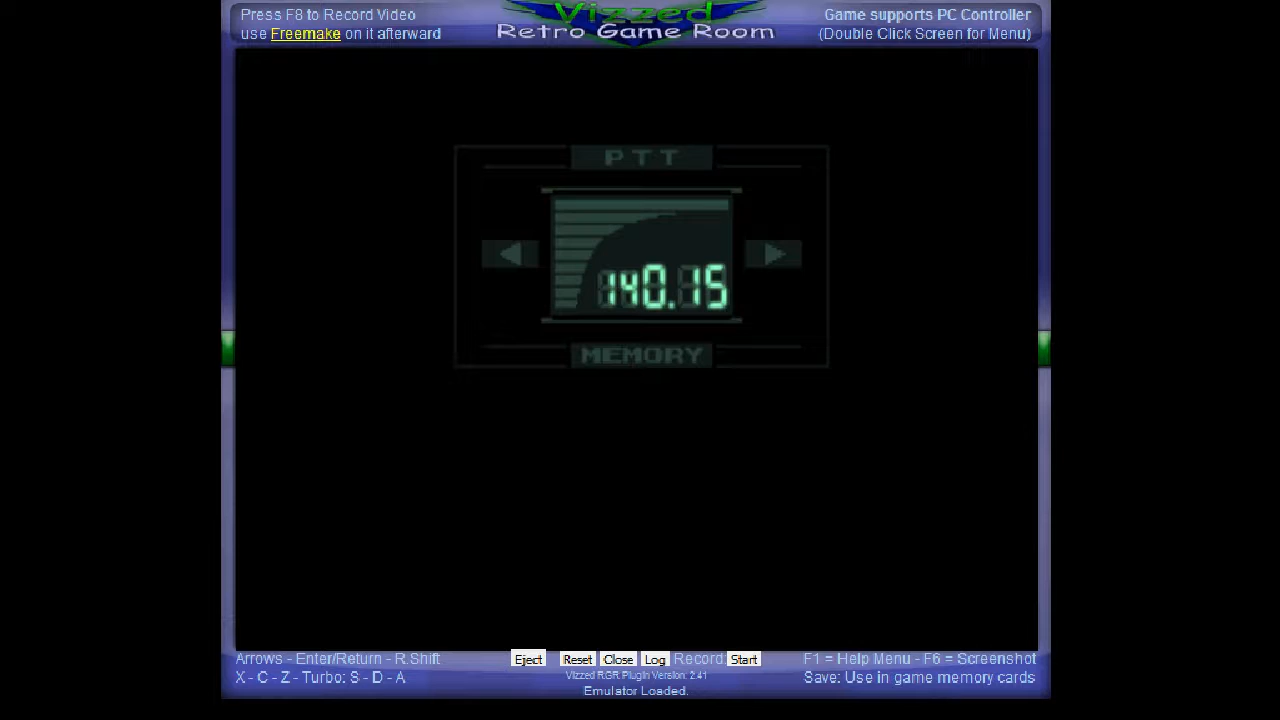 Press F8 to Record Video
use Freemake on it afterward
Vizzed
Retro Game Room
Game supports PC Controller
(Double Click Screen for Menu)
PTT
140.15
MEMORY
Arrows - Enter/Return - R.Shift
X - C - Z - Turbo: S - D - A
Eject Reset Close Log Record: Start
Vizzed RGR Plugin Version: 2.41
Emulator Loaded.
F1 = Help Menu - F6 = Screenshot
Save: Use in game memory cards